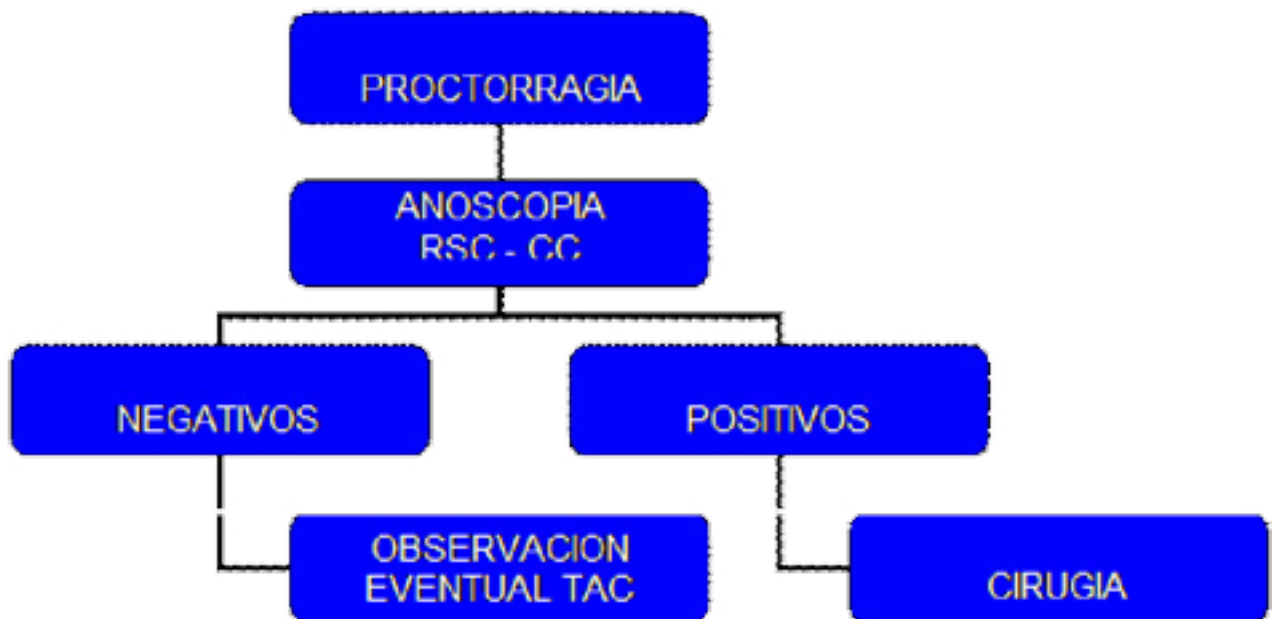 PROCTORRAGIA
ANOSCOPIA
RSC - CC
NEGATIVOS
POSITIVOS
OBSERVACION
EVENTUAL TAC
CIRUGIA